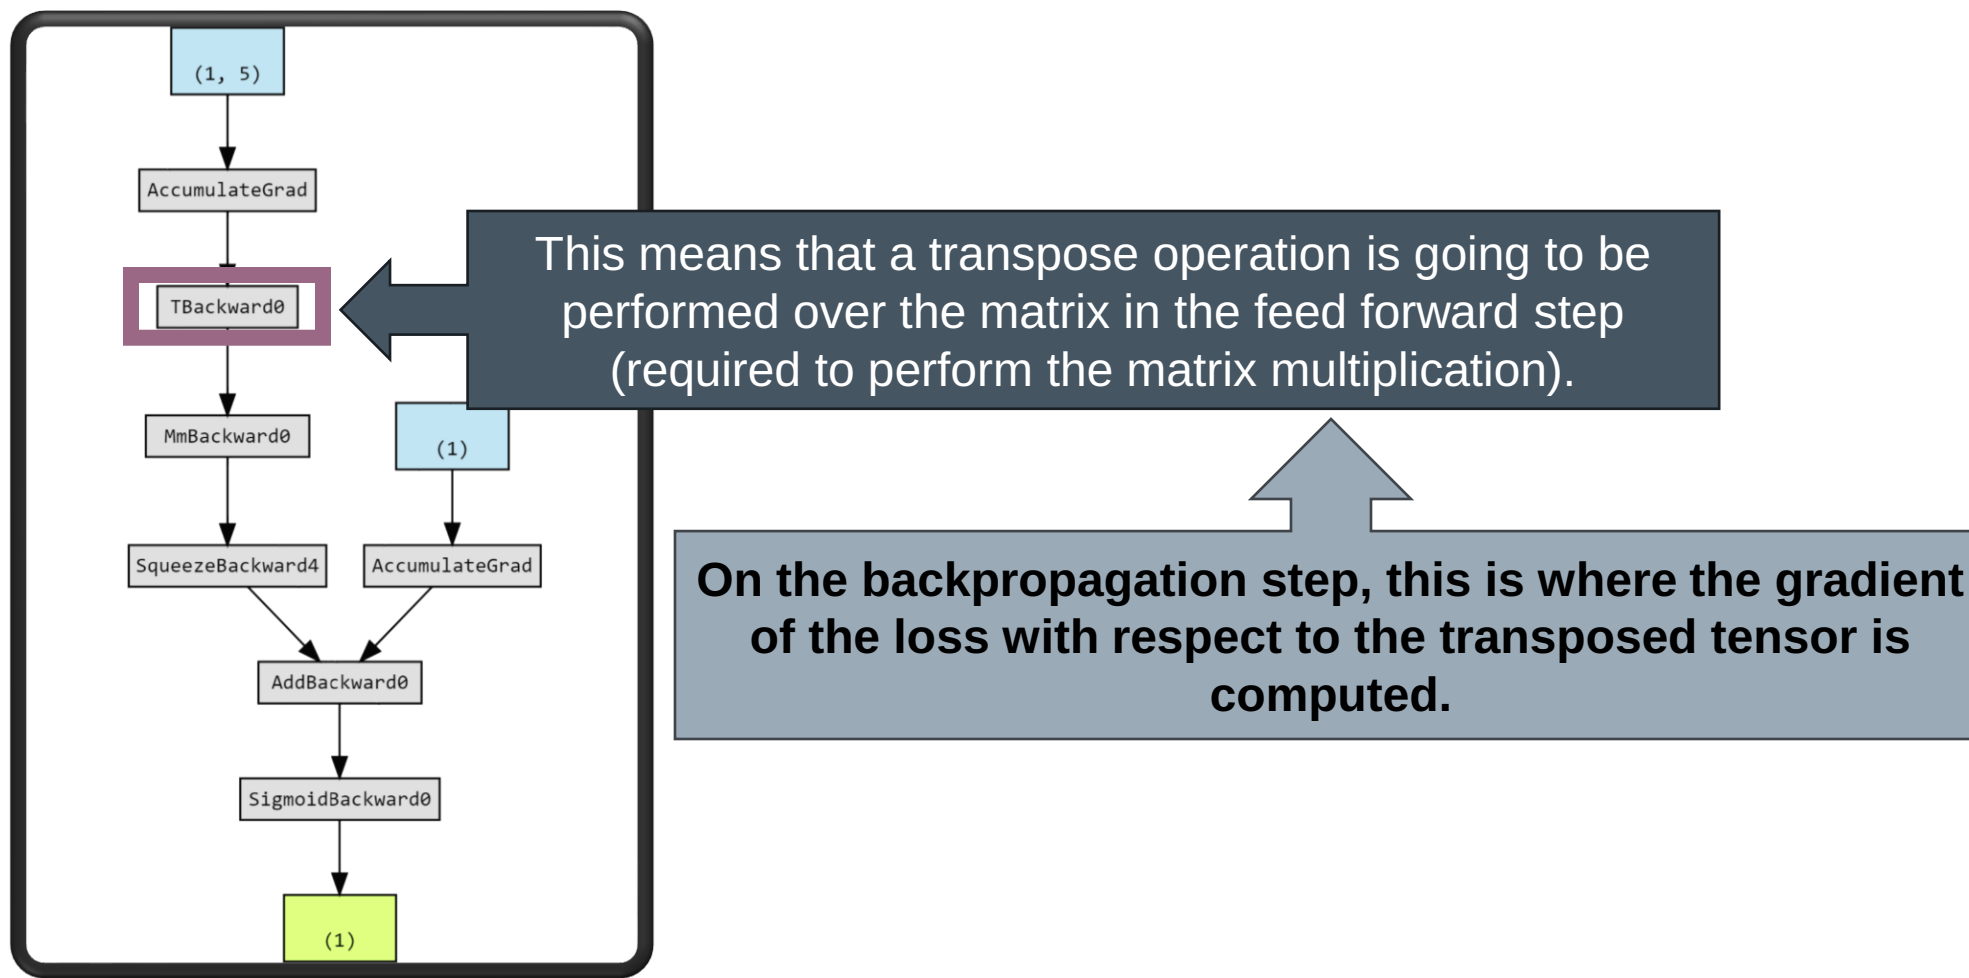 (1, 5)
AccumulateGrad
This means that a transpose operation is going to be
performed over the matrix in the feed forward step
(required to perform the matrix multiplication).
TBackward0
MmBackward0
(1)
SqueezeBackward4
AccumulateGrad
On the backpropagation step, this is where the gradient
of the loss with respect to the transposed tensor is
computed.
AddBackward0
SigmoidBackward0
(1)